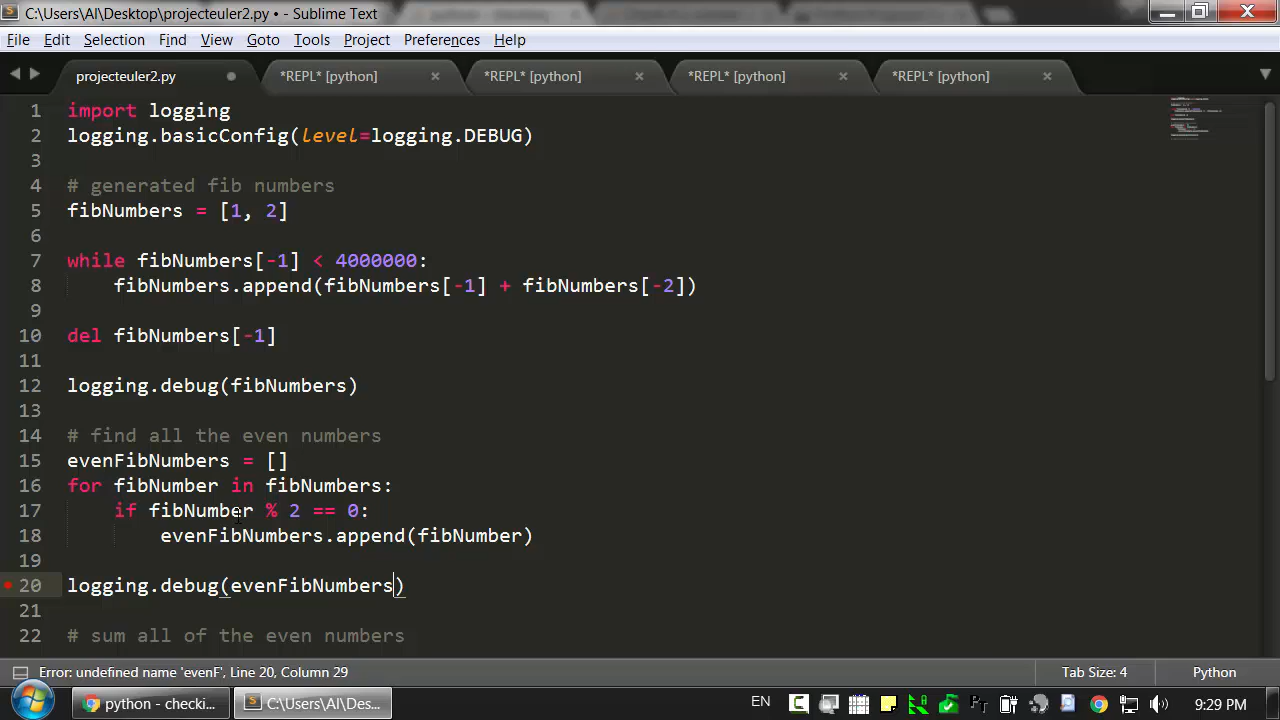 C:\Users\Al\Desktop\projecteuler2.py • - Sublime Text
File Edit Selection Find View Goto Tools Project Preferences Help
projecteuler2.py *REPL* [python] *REPL* [python] *REPL* [python] *REPL* [python]
1 import logging
2 logging.basicConfig(level=logging.DEBUG)
3
4 # generated fib numbers
5 fibNumbers = [1, 2]
6
7 while fibNumbers[-1] < 4000000:
8 fibNumbers.append(fibNumbers[-1] + fibNumbers[-2])
9
10 del fibNumbers[-1]
11
12 logging.debug(fibNumbers)
13
14 # find all the even numbers
15 evenFibNumbers = []
16 for fibNumber in fibNumbers:
17 if fibNumber % 2 == 0:
18 evenFibNumbers.append(fibNumber)
19
20 logging.debug(evenFibNumbers)
21
22 # sum all of the even numbers
Error: undefined name 'evenF', Line 20, Column 29 Tab Size: 4 Python
python - checki... C:\Users\Al\Des... EN 9:29 PM